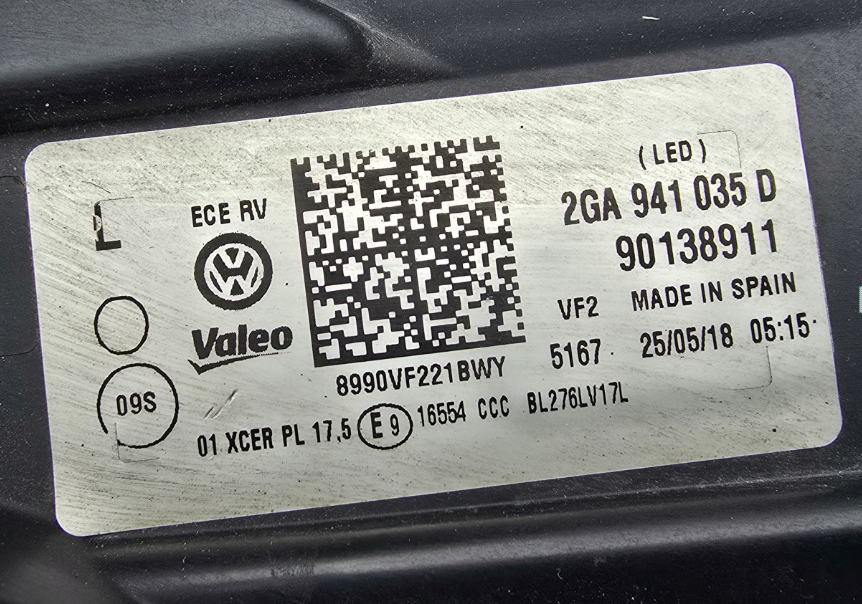 (LED)
2GA 941 035 D
90138911
ECE RV
Valeo
VF2 MADE IN SPAIN
5167 25/05/18 05:15
8990VF221BWY
09S
01 XCER PL 17,5 E9 16554 CCC BL276LV17L